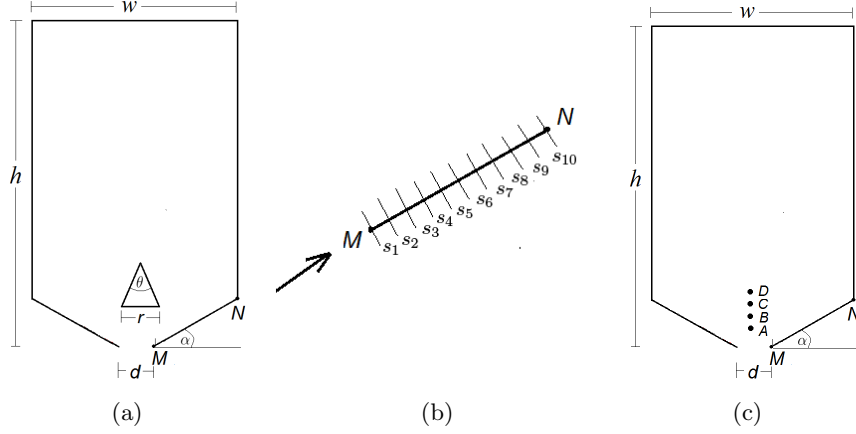 w
h
θ
r
N
α
M
d
(a)
N
M
s₁
s₂
s₃
s₄
s₅
s₆
s₇
s₈
s₉
s₁₀
(b)
w
h
D
C
B
A
N
α
M
d
(c)